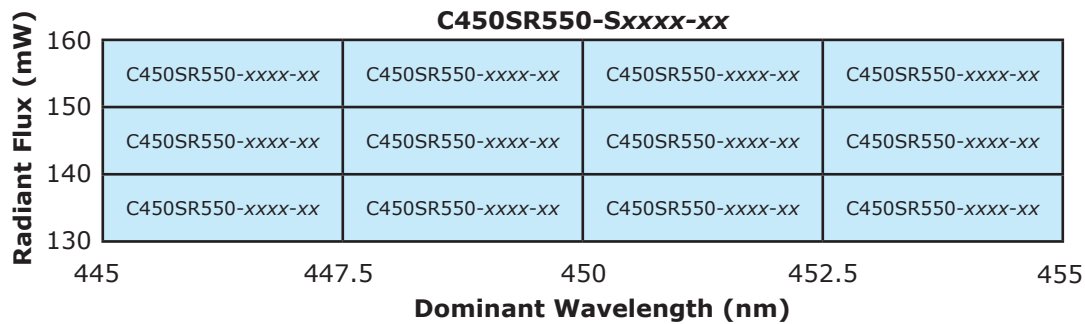 C450SR550-Sxxxx-xx
160
C450SR550-xxxx-xx C450SR550-xxxx-xx C450SR550-xxxx-xx C450SR550-xxxx-xx
150
C450SR550-xxxx-xx C450SR550-xxxx-xx C450SR550-xxxx-xx C450SR550-xxxx-xx
140
C450SR550-xxxx-xx C450SR550-xxxx-xx C450SR550-xxxx-xx C450SR550-xxxx-xx
130
Radiant Flux (mW)
445 447.5 450 452.5 455
Dominant Wavelength (nm)